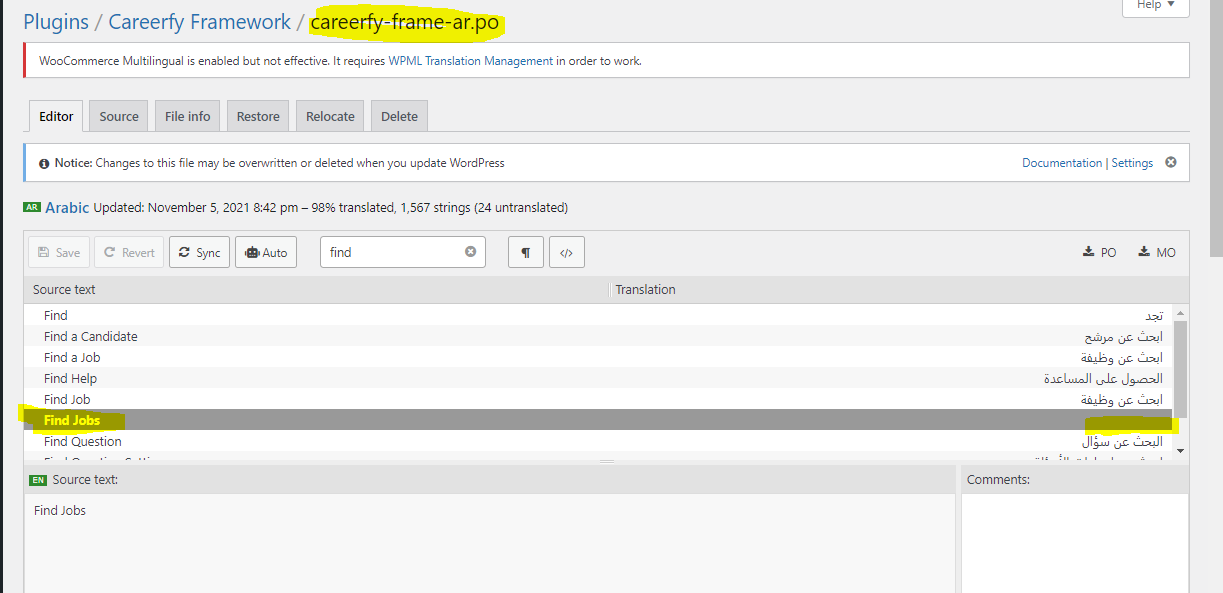 Help ▼
Plugins / Careerfy Framework / careerfy-frame-ar.po
WooCommerce Multilingual is enabled but not effective. It requires WPML Translation Management in order to work.
Editor Source File info Restore Relocate Delete
Notice: Changes to this file may be overwritten or deleted when you update WordPress Documentation | Settings
AR Arabic Updated: November 5, 2021 8:42 pm – 98% translated, 1,567 strings (24 untranslated)
Save Revert Sync Auto find ¶ </> PO MO
Source text Translation
Find تجد
Find a Candidate ابحث عن مرشح
Find a Job ابحث عن وظيفة
Find Help الحصول على المساعدة
Find Job ابحث عن وظيفة
Find Jobs
Find Question البحث عن سؤال
EN Source text: Comments:
Find Jobs